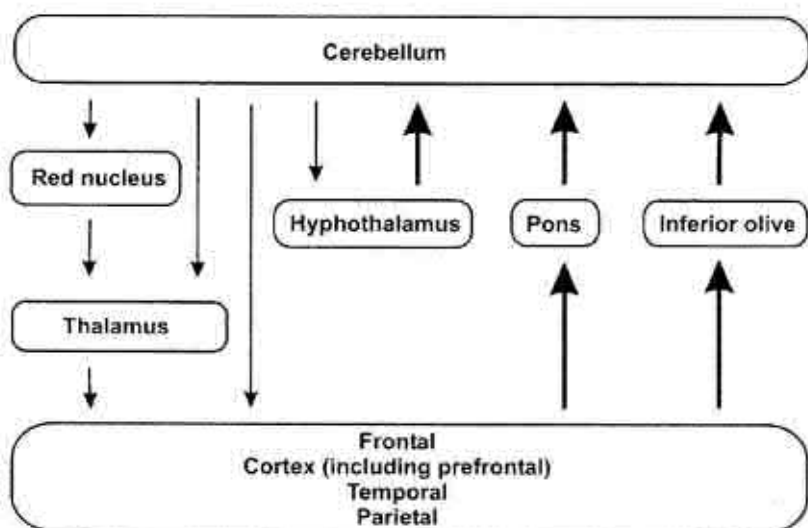 Cerebellum
Red nucleus
Hyphothalamus
Pons
Inferior olive
Thalamus
Frontal
Cortex (including prefrontal)
Temporal
Parietal